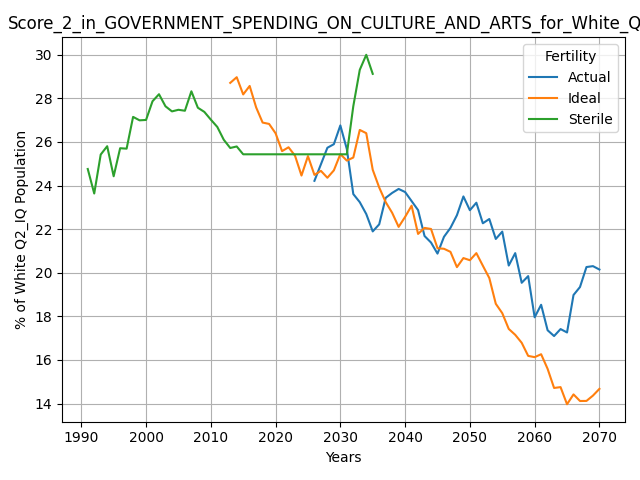 Score_2_in_GOVERNMENT_SPENDING_ON_CULTURE_AND_ARTS_for_White_Q
30
28
26
24
22
20
18
16
14
% of White Q2_IQ Population
Fertility
Actual
Ideal
Sterile
1990 2000 2010 2020 2030 2040 2050 2060 2070
Years